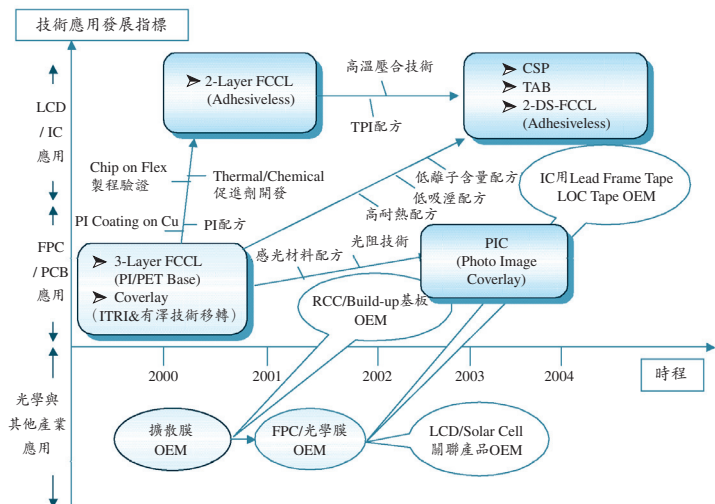 技術應用發展指標
LCD
/ IC
應用
FPC
/ PCB
應用
光學與
其他產業
應用
➤ 2-Layer FCCL
(Adhesiveless)
高溫壓合技術
TPI配方
➤ CSP
➤ TAB
➤ 2-DS-FCCL
(Adhesiveless)
Chip on Flex
製程驗證
Thermal/Chemical
促進劑開發
PI Coating on Cu
PI配方
低離子含量配方
低吸溼配方
高耐熱配方
IC用Lead Frame Tape
LOC Tape OEM
➤ 3-Layer FCCL
(PI/PET Base)
➤ Coverlay
(ITRI&有澤技術移轉)
感光材料配方
光阻技術
PIC
(Photo Image
Coverlay)
RCC/Build-up基板
OEM
2000
2001
2002
2003
2004
時程
擴散膜
OEM
FPC/光學膜
OEM
LCD/Solar Cell
關聯產品OEM